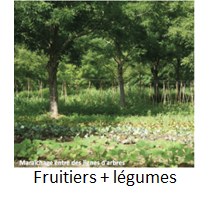 Maraîchage Entre des lignes d'arbres
Fruitiers + légumes